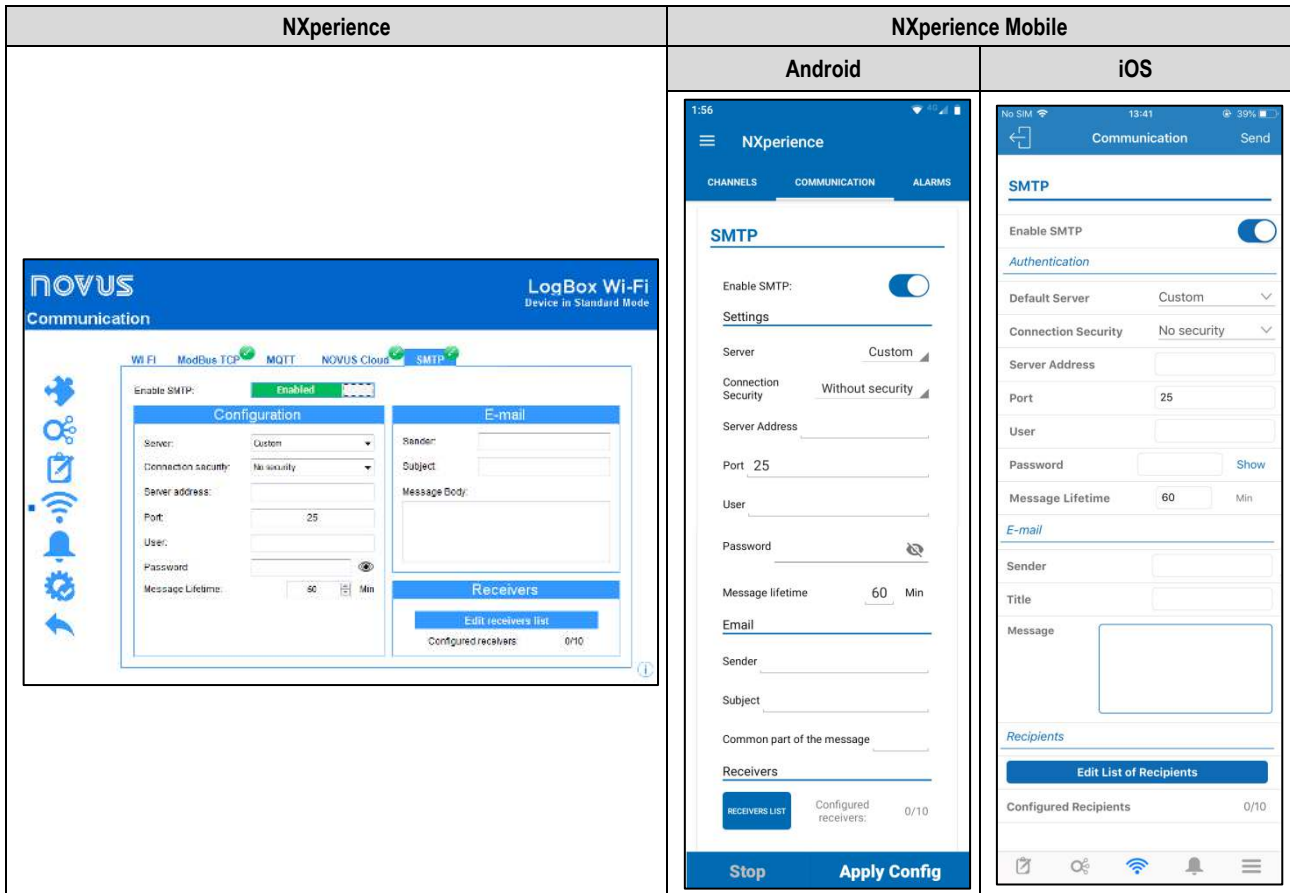 NXperience
NXperience Mobile
Android
iOS
novus
LogBox Wi-Fi
Device in Standard Mode
Communication
WI FI ModBus TCP MQTT NOVUS Cloud SMTP
Enable SMTP: Enabled
Configuration
Server: Custom
Connection security: No security
Server address:
Port: 25
User:
Password
Message Lifetime: 60 Min
E-mail
Sender:
Subject
Message Body:
Receivers
Edit receivers list
Configured receivers: 0/10
1:56 4G
NXperience
CHANNELS COMMUNICATION ALARMS
SMTP
Enable SMTP:
Settings
Server Custom
Connection
Security Without security
Server Address
Port 25
User
Password
Message lifetime 60 Min
Email
Sender
Subject
Common part of the message
Receivers
RECEIVERS LIST Configured
receivers: 0/10
Stop Apply Config
No SIM 13:41 39%
Communication Send
SMTP
Enable SMTP
Authentication
Default Server Custom
Connection Security No security
Server Address
Port 25
User
Password Show
Message Lifetime 60 Min
E-mail
Sender
Title
Message
Recipients
Edit List of Recipients
Configured Recipients 0/10